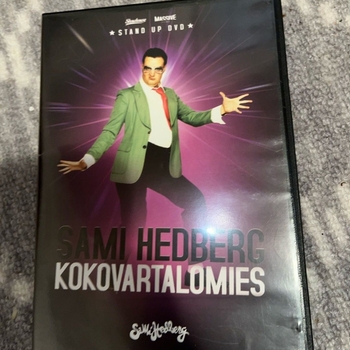 ★ STAND UP DVD ★
SAMI HEDBERG
KOKOVARTALOMIES
Sami Hedberg